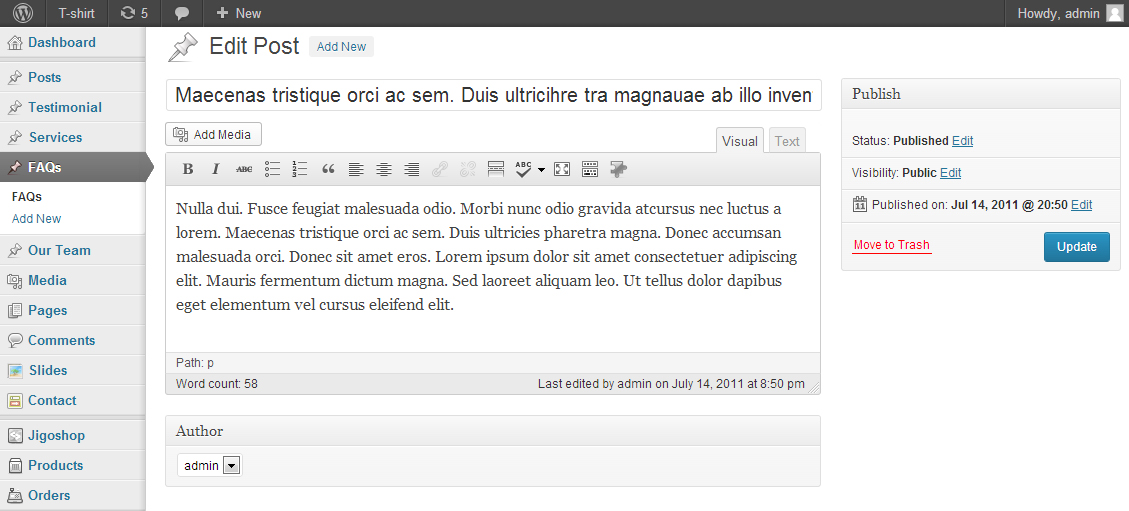 T-shirt 5 + New Howdy, admin
Dashboard
Posts
Testimonial
Services
FAQs
FAQs
Add New
Our Team
Media
Pages
Comments
Slides
Contact
Jigoshop
Products
Orders
Edit Post Add New
Maecenas tristique orci ac sem. Duis ultricihre tra magnauae ab illo inven
Add Media
Visual Text
B I ABC 1 2 3 “ ABC
Nulla dui. Fusce feugiat malesuada odio. Morbi nunc odio gravida atcursus nec luctus a
lorem. Maecenas tristique orci ac sem. Duis ultricies pharetra magna. Donec accumsan
malesuada orci. Donec sit amet eros. Lorem ipsum dolor sit amet consectetuer adipiscing
elit. Mauris fermentum dictum magna. Sed laoreet aliquam leo. Ut tellus dolor dapibus
eget elementum vel cursus eleifend elit.
Path: p
Word count: 58 Last edited by admin on July 14, 2011 at 8:50 pm
Author
admin
Publish
Status: Published Edit
Visibility: Public Edit
Published on: Jul 14, 2011 @ 20:50 Edit
Move to Trash Update